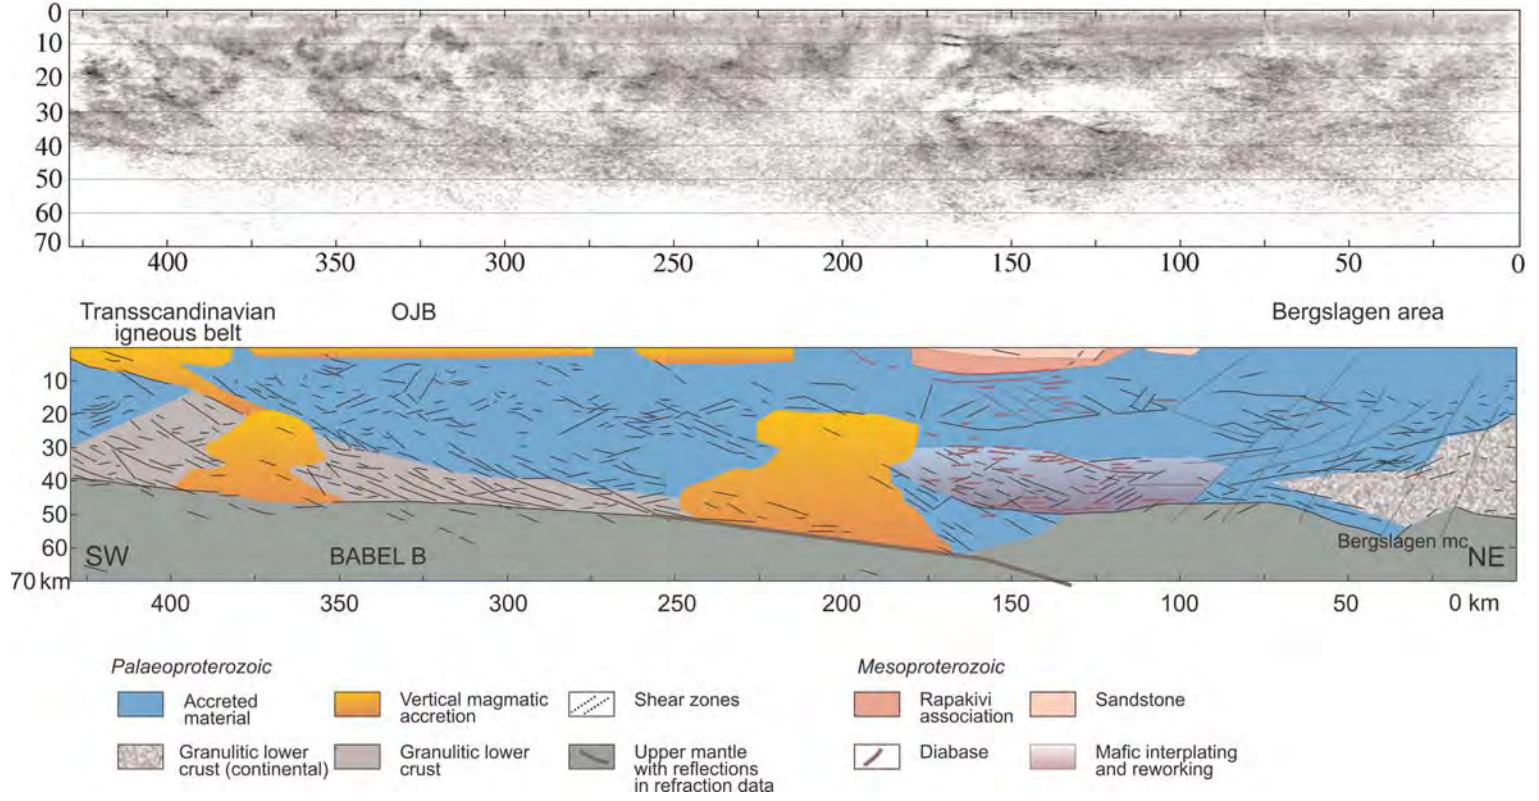 0
10
20
30
40
50
60
70
400
350
300
250
200
150
100
50
0
Transscandinavian
igneous belt
OJB
Bergslagen area
10
20
30
40
50
60
70 km
SW
BABEL B
Bergslagen mc
NE
400
350
300
250
200
150
100
50
0 km
Palaeoproterozoic
Accreted
material
Vertical magmatic
accretion
Shear zones
Granulitic lower
crust (continental)
Granulitic lower
crust
Upper mantle
with reflections
in refraction data
Mesoproterozoic
Rapakivi
association
Sandstone
Diabase
Mafic interplating
and reworking